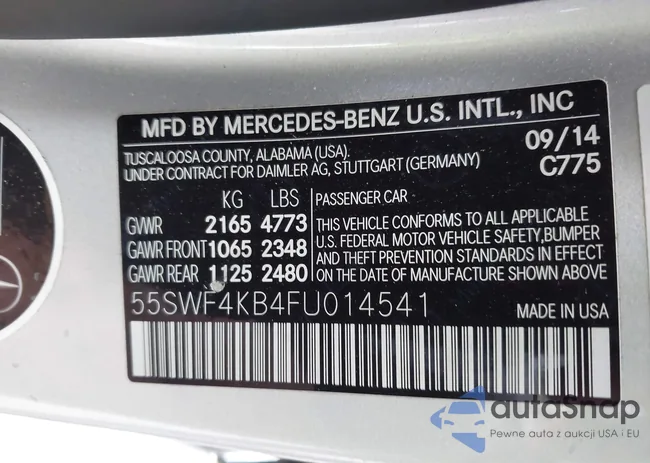 MFD BY MERCEDES-BENZ U.S. INTL., INC
TUSCALOOSA COUNTY, ALABAMA (USA).
UNDER CONTRACT FOR DAIMLER AG, STUTTGART (GERMANY)
09/14
C775
KG LBS
GVWR 2165 4773
GAWR FRONT 1065 2348
GAWR REAR 1125 2480
PASSENGER CAR
THIS VEHICLE CONFORMS TO ALL APPLICABLE
U.S. FEDERAL MOTOR VEHICLE SAFETY,BUMPER
AND THEFT PREVENTION STANDARDS IN EFFECT
ON THE DATE OF MANUFACTURE SHOWN ABOVE
55SWF4KB4FU014541
MADE IN USA
autaSnap
Pewne auta z aukcji USA i EU